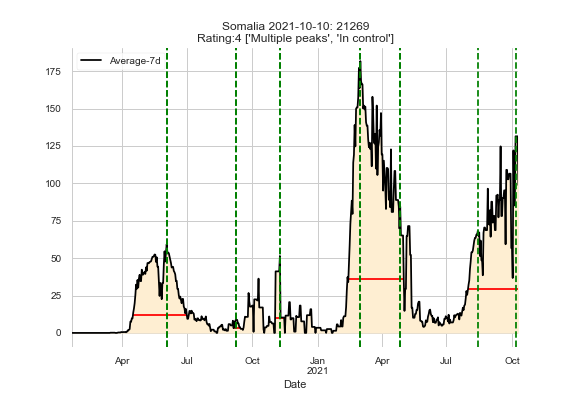 Somalia 2021-10-10: 21269
Rating:4 ['Multiple peaks', 'In control']
Average-7d
175
150
125
100
75
50
25
0
Apr
Jul
Oct
Jan
2021
Apr
Jul
Oct
Date